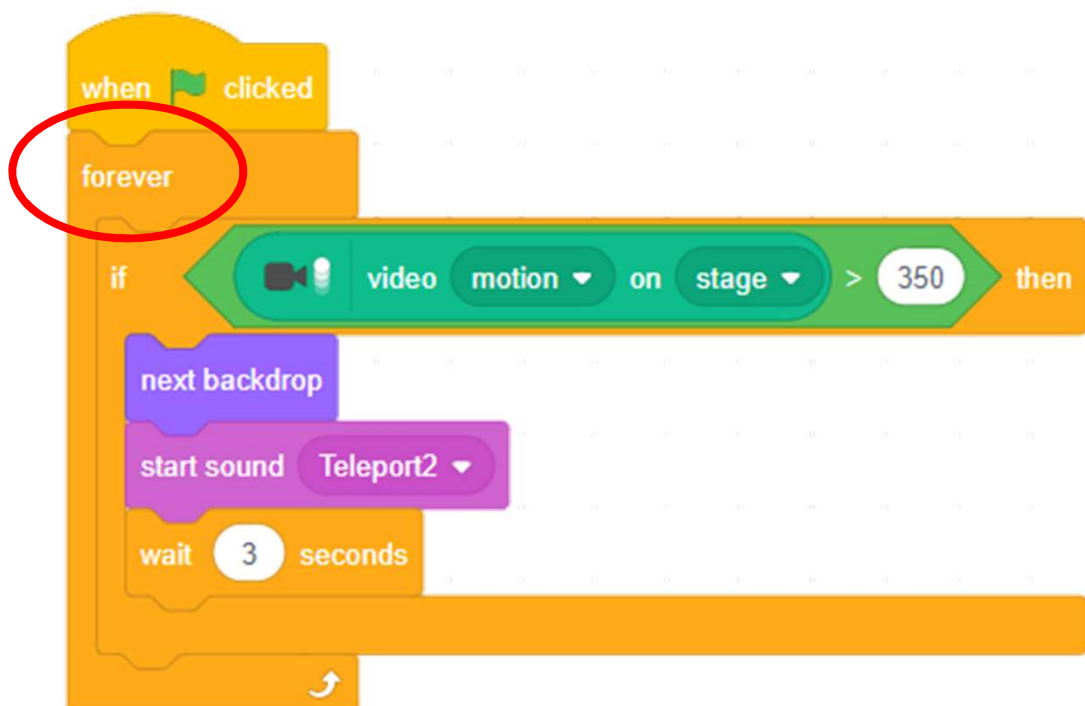 when clicked
forever
if video motion on stage > 350 then
next backdrop
start sound Teleport2
wait 3 seconds